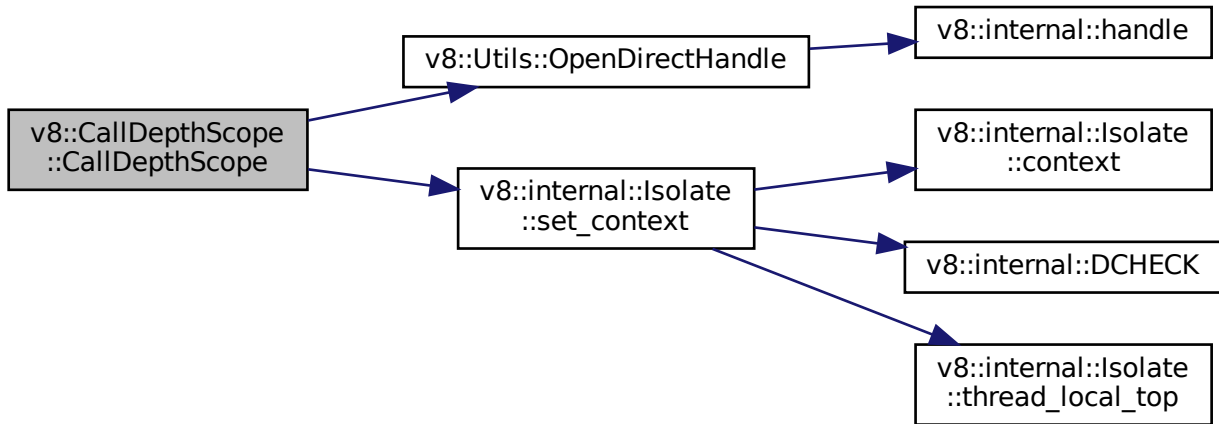 v8::CallDepthScope
::CallDepthScope
v8::Utils::OpenDirectHandle
v8::internal::handle
v8::internal::Isolate
::set_context
v8::internal::Isolate
::context
v8::internal::DCHECK
v8::internal::Isolate
::thread_local_top